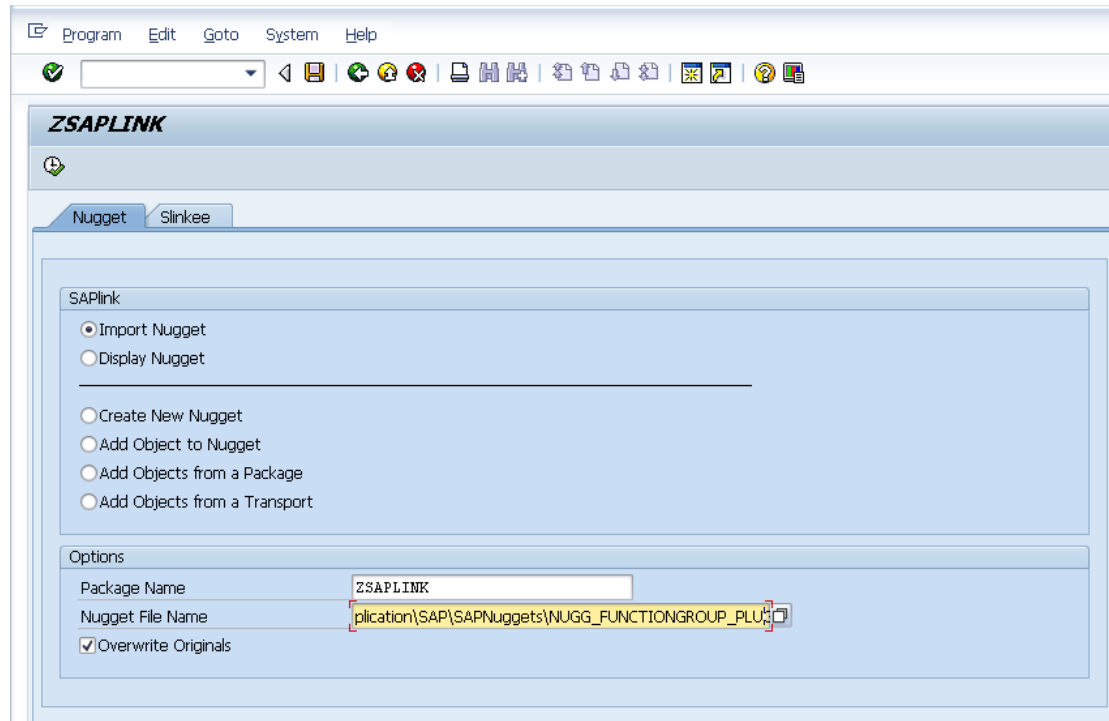 Program Edit Goto System Help
ZSAPLINK
Nugget Slinkee
SAPlink
Import Nugget
Display Nugget
Create New Nugget
Add Object to Nugget
Add Objects from a Package
Add Objects from a Transport
Options
Package Name ZSAPLINK
Nugget File Name plication\SAP\SAPNuggets\NUGG_FUNCTIONGROUP_PLU
Overwrite Originals